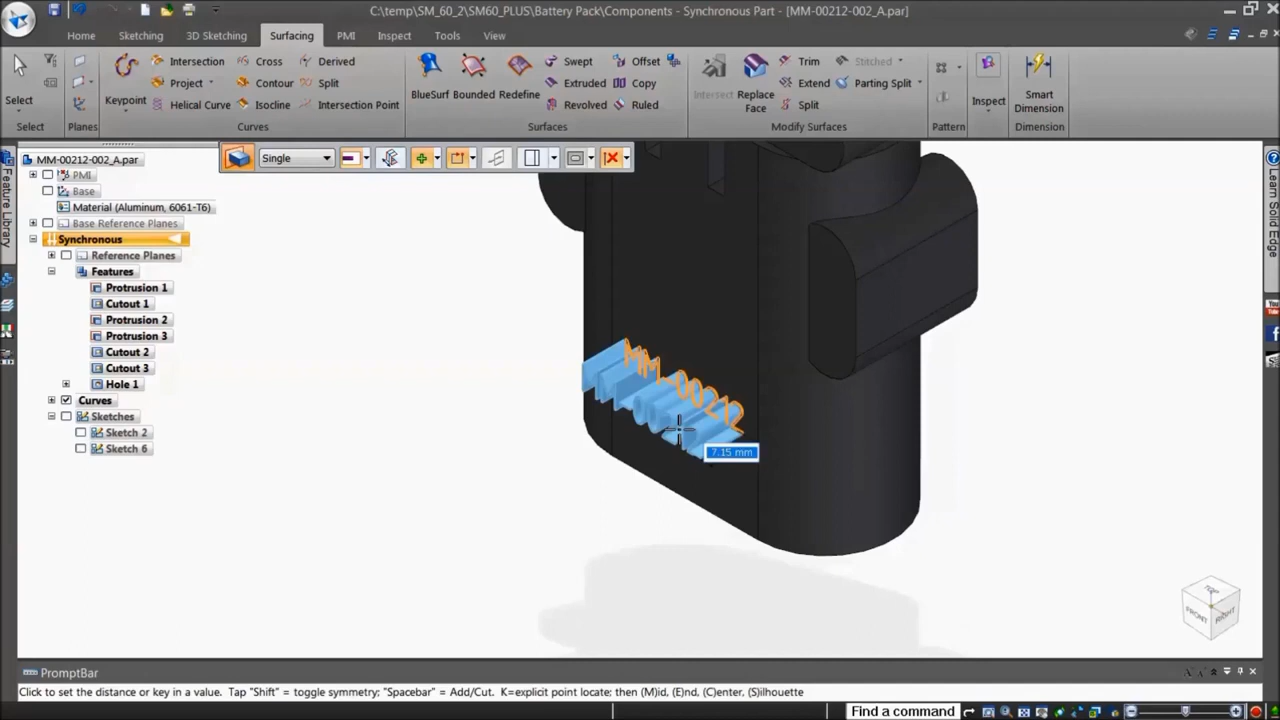 C:\temp\SM_60_2\SM60_PLUS\Battery Pack\Components - Synchronous Part - [MM-00212-002_A.par]
Home Sketching 3D Sketching Surfacing PMI Inspect Tools View
Intersection Cross Derived Swept Offset Trim Stitched
Project Contour Split Extruded Copy Extend Parting Split
Select Keypoint BlueSurf Bounded Redefine Intersect Replace Face Inspect Smart Dimension
Helical Curve Isocline Intersection Point Revolved Ruled Split
Select Planes Curves Surfaces Modify Surfaces Pattern Dimension
MM-00212-002_A.par
Single
PMI
Base
Material (Aluminum, 6061-T6)
Base Reference Planes
Synchronous
Reference Planes
Features
Protrusion 1
Cutout 1
Protrusion 2
Protrusion 3
Cutout 2
Cutout 3
Hole 1
Curves
Sketches
Sketch 2
Sketch 6
Feature Library
Learn Solid Edge
You Tube
MM-00212
7.15 mm
TOP
FRONT
RIGHT
PromptBar
Click to set the distance or key in a value. Tap "Shift" = toggle symmetry; "Spacebar" = Add/Cut. K=explicit point locate; then (M)id, (E)nd, (C)enter, (S)ilhouette
Find a command